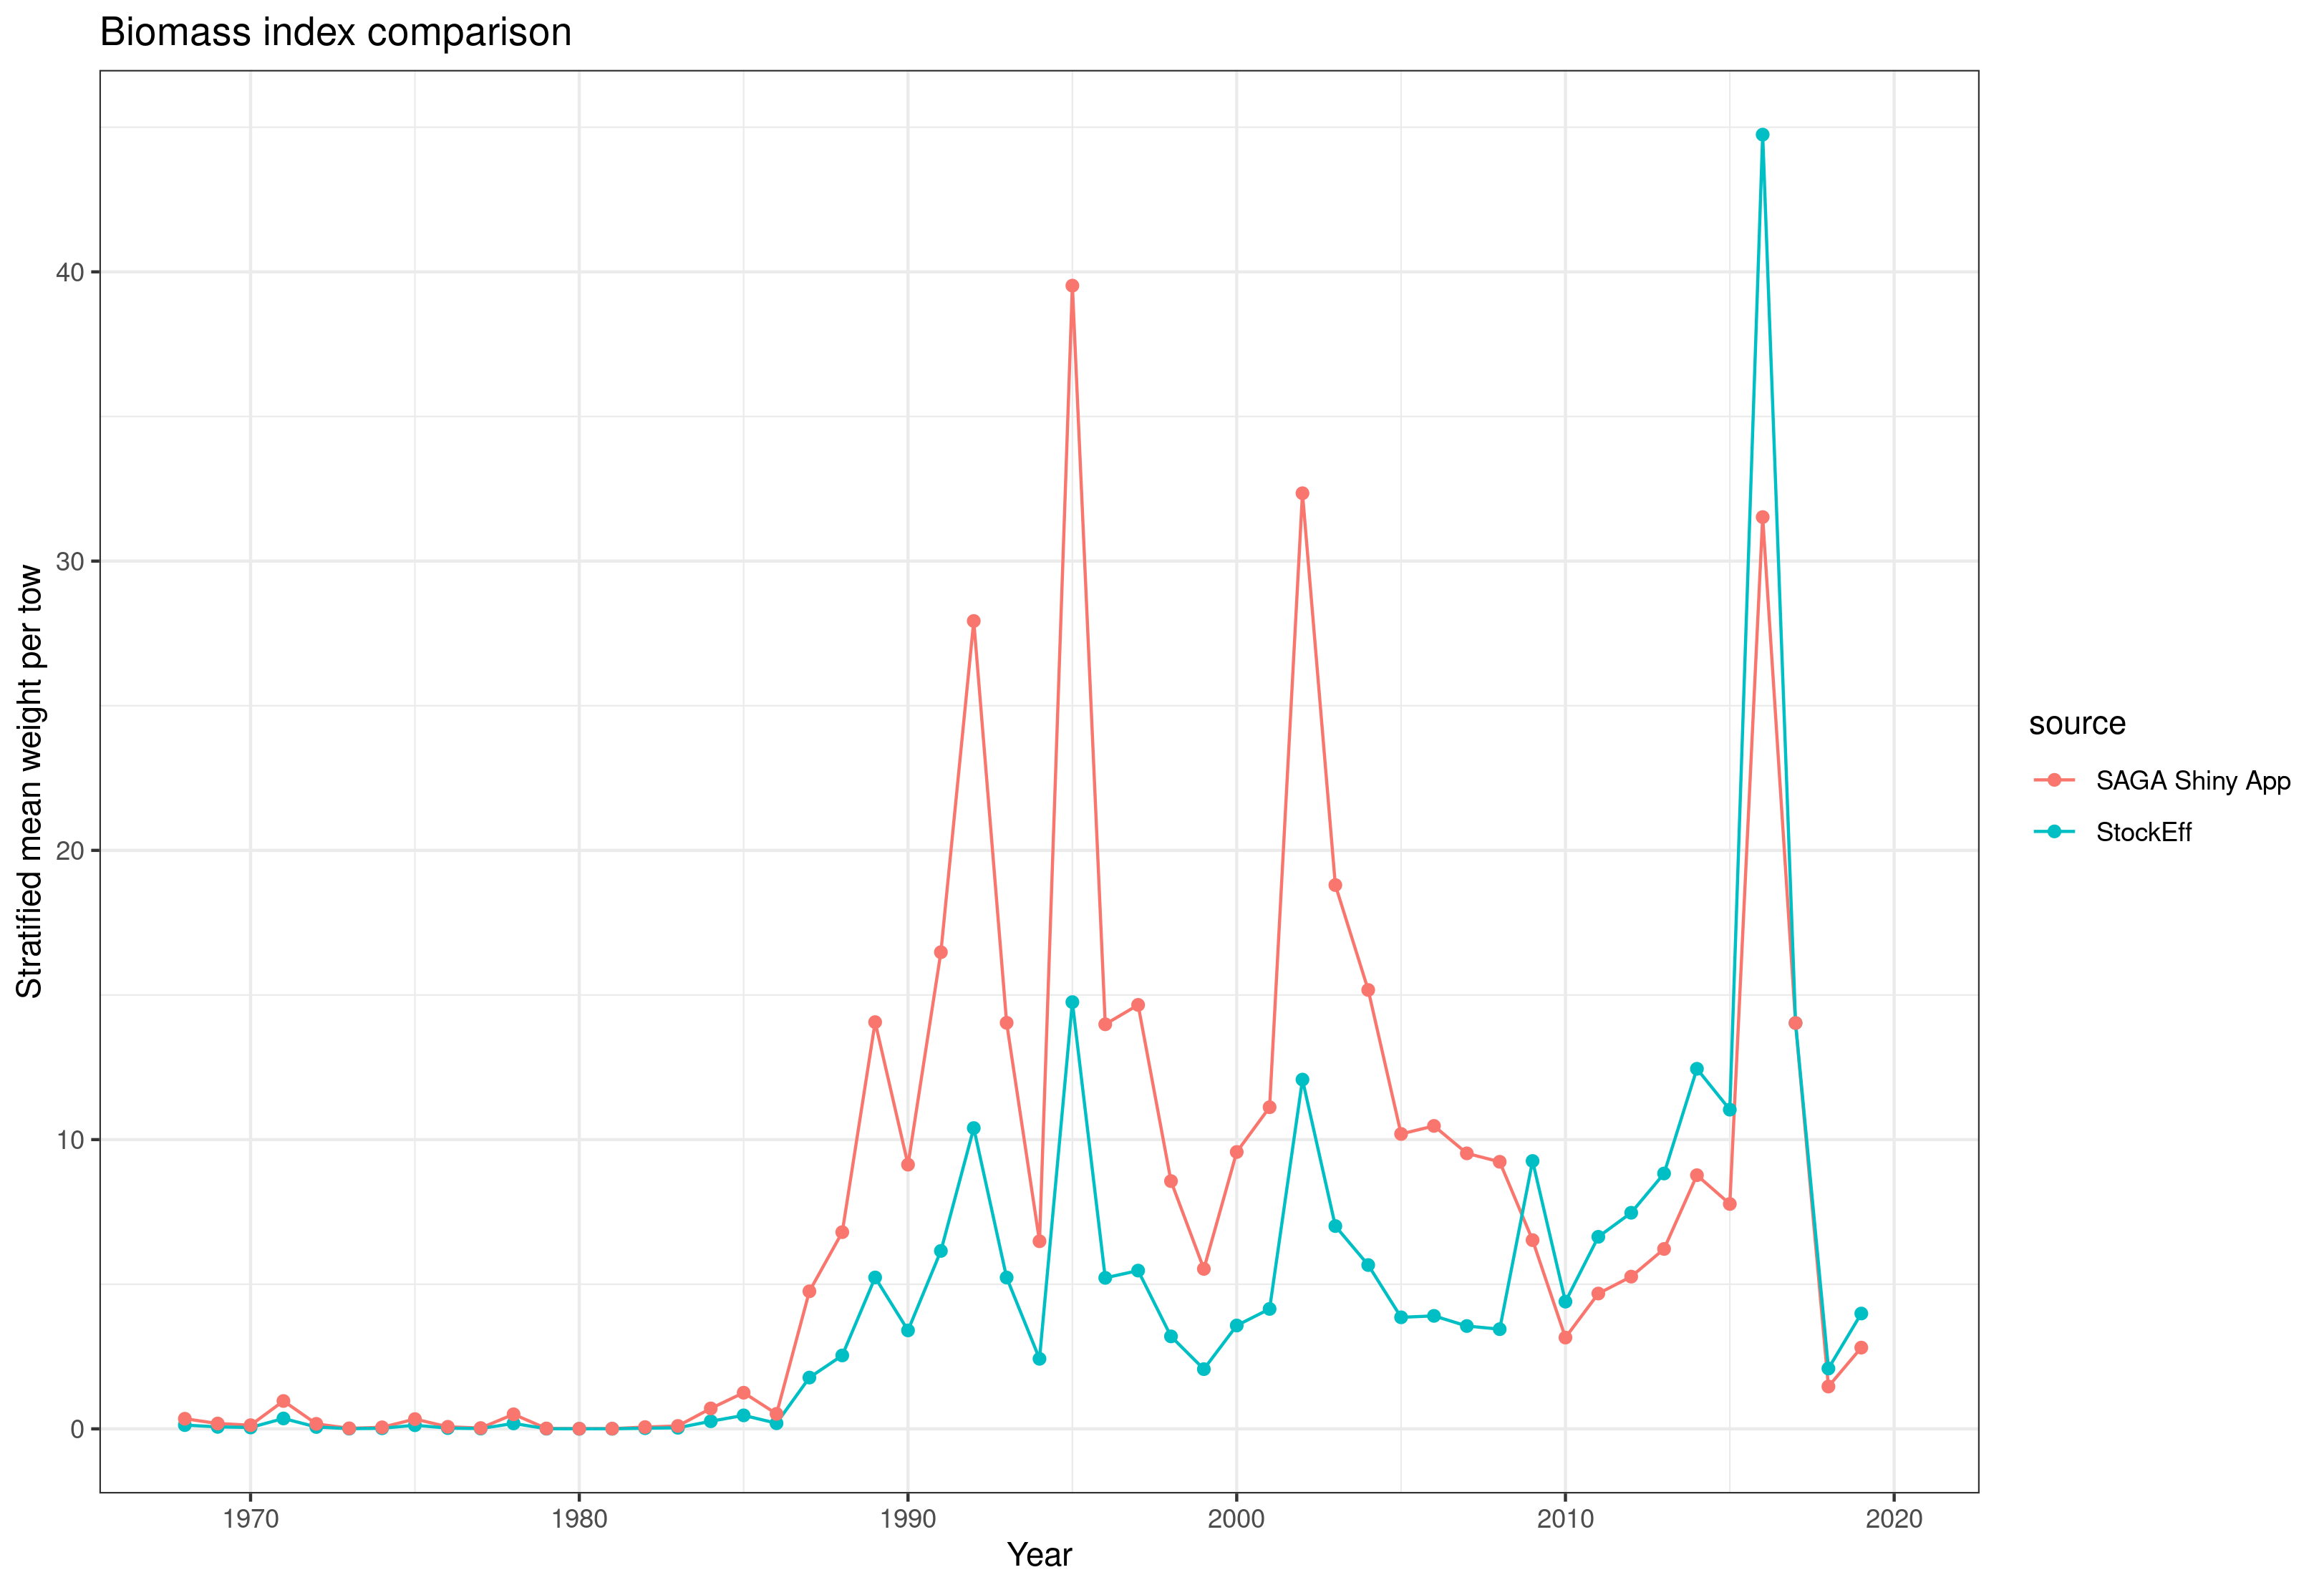 Biomass index comparison
Stratified mean weight per tow
40
30
20
10
0
1970 1980 1990 2000 2010 2020
Year
source
SAGA Shiny App
StockEff